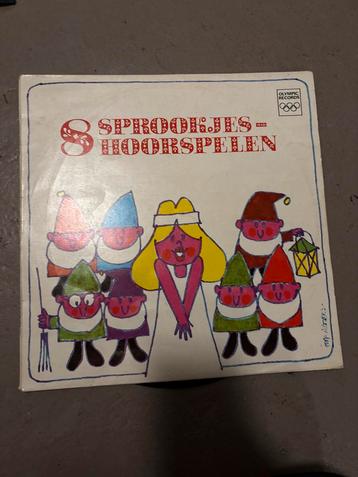 OLYMPIC
RECORDS
8 SPROOKJES-
HOORSPELEN